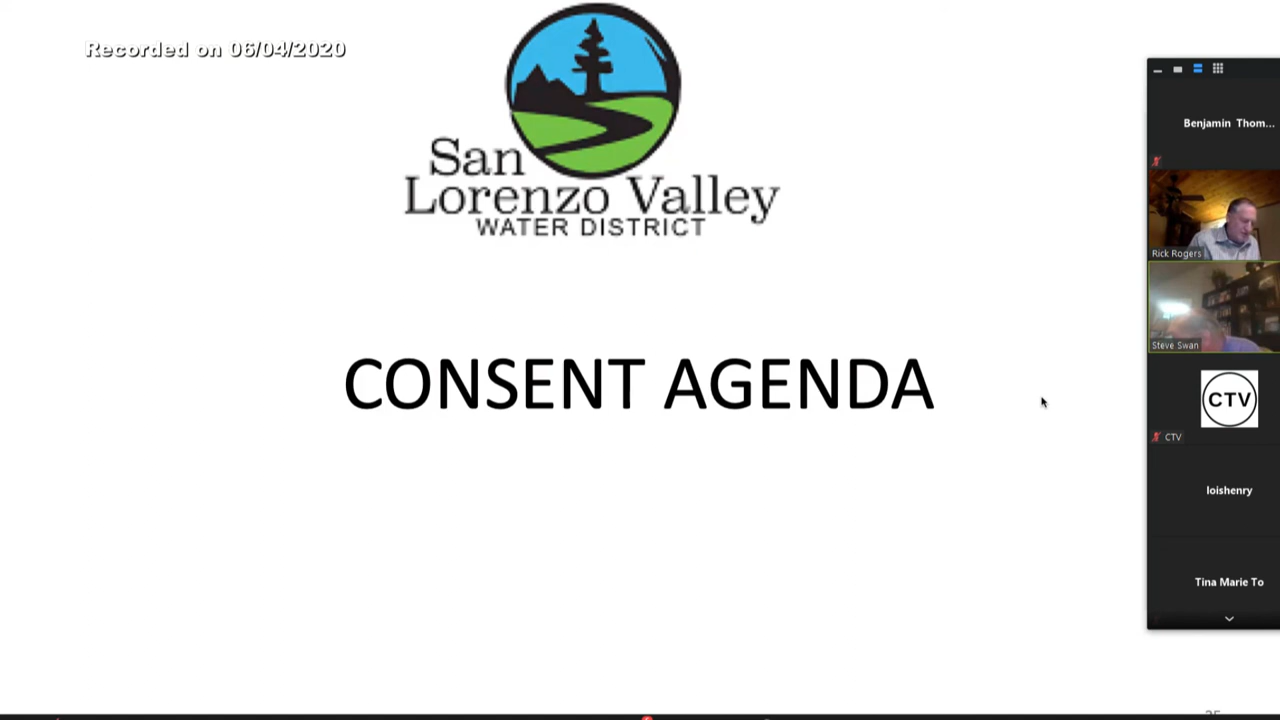 Recorded on 06/04/2020
San
Lorenzo Valley
WATER DISTRICT
CONSENT AGENDA
Benjamin Thom...
Rick Rogers
Steve Swan
CTV
CTV
loishenry
Tina Marie To